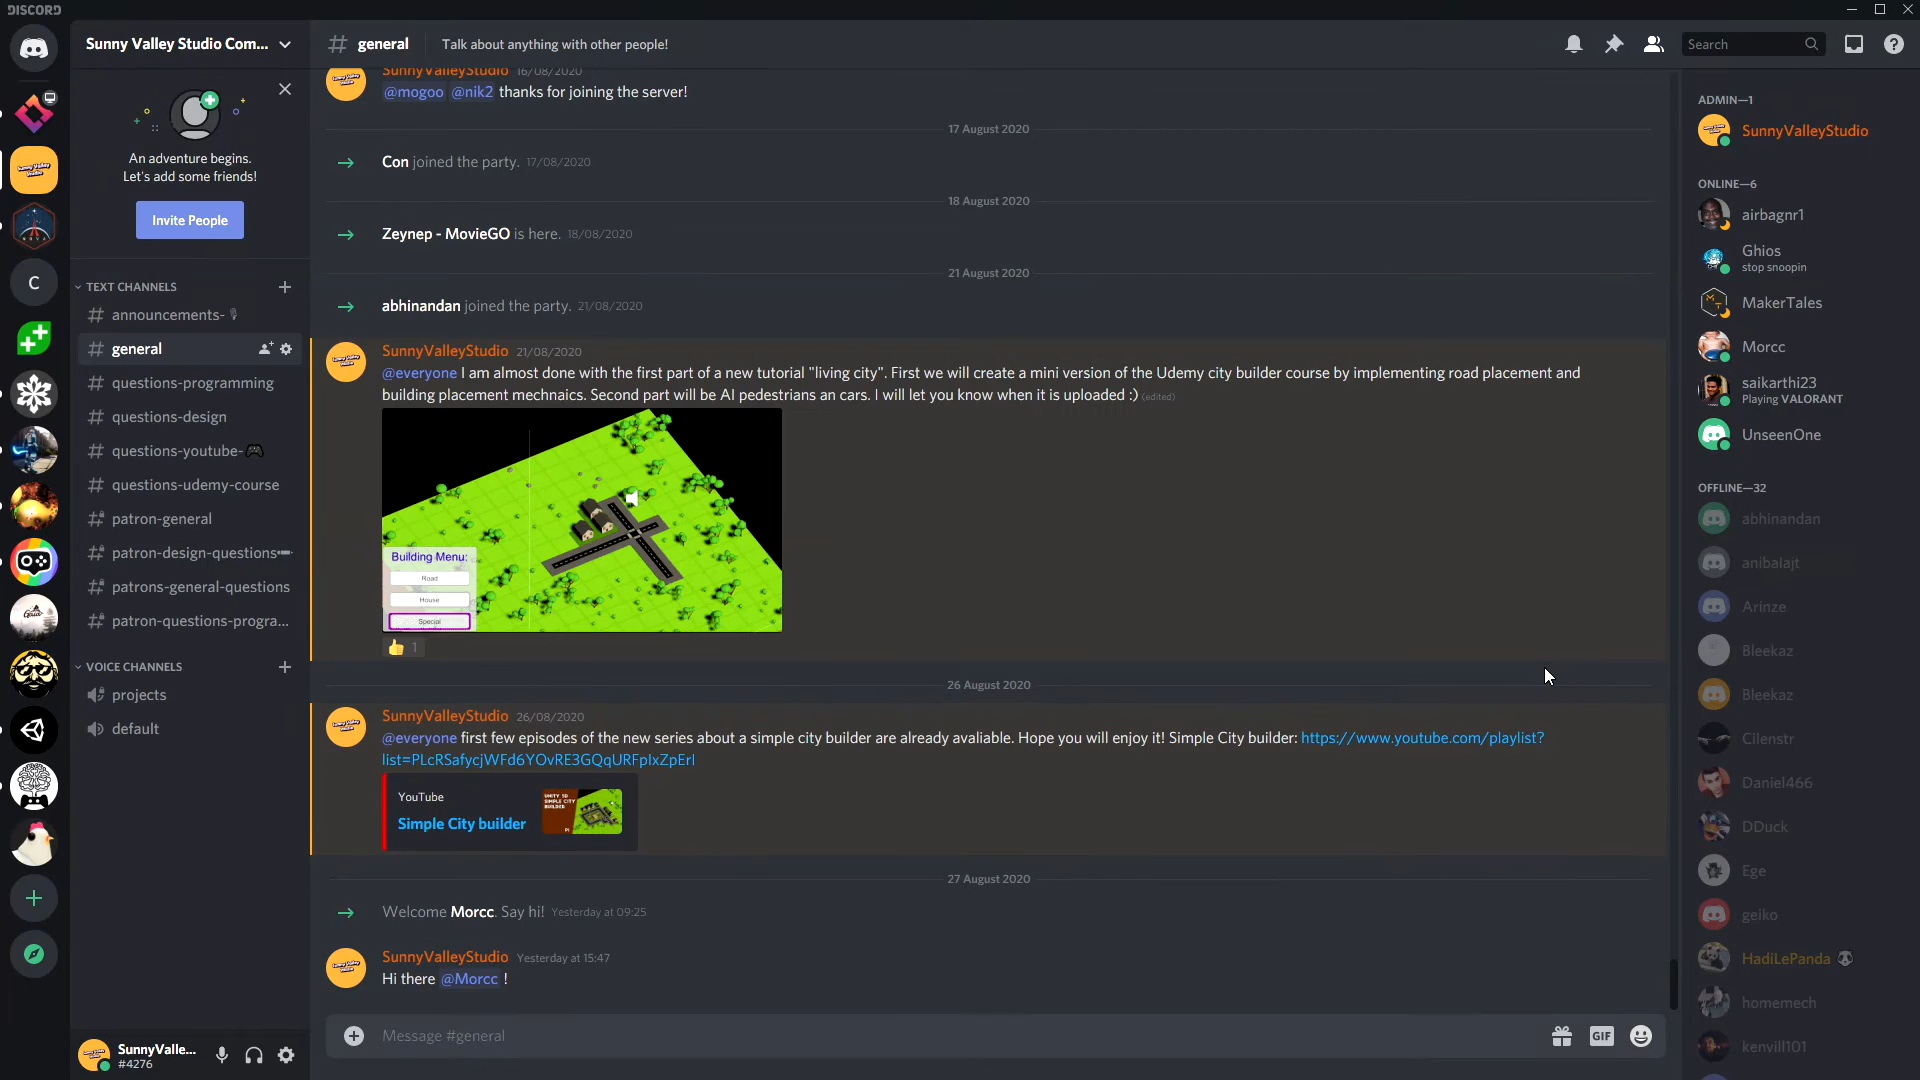 DISCORD
Sunny Valley Studio Com...
An adventure begins.
Let's add some friends!
Invite People
TEXT CHANNELS
announcements-
general
questions-programming
questions-design
questions-youtube-
questions-udemy-course
patron-general
patron-design-questions
patrons-general-questions
patron-questions-progra...
VOICE CHANNELS
projects
default
SunnyValle...
#4276
C
general
Talk about anything with other people!
Search
SunnyValleyStudio 16/08/2020
@mogoo @nik2 thanks for joining the server!
17 August 2020
Con joined the party. 17/08/2020
18 August 2020
Zeynep - MovieGO is here. 18/08/2020
21 August 2020
abhinandan joined the party. 21/08/2020
SunnyValleyStudio 21/08/2020
@everyone I am almost done with the first part of a new tutorial "living city". First we will create a mini version of the Udemy city builder course by implementing road placement and
building placement mechnaics. Second part will be AI pedestrians an cars. I will let you know when it is uploaded :) (edited)
Building Menu:
Road
House
Special
1
26 August 2020
SunnyValleyStudio 26/08/2020
@everyone first few episodes of the new series about a simple city builder are already avaliable. Hope you will enjoy it! Simple City builder: https://www.youtube.com/playlist?
list=PLcRSafycjWFd6YOvRE3GQqURFpIxZpErI
YouTube
Simple City builder
UNITY 3D
SIMPLE CITY
BUILDER
P1
27 August 2020
Welcome Morcc. Say hi! Yesterday at 09:25
SunnyValleyStudio Yesterday at 15:47
Hi there @Morcc !
Message #general
GIF
ADMIN—1
SunnyValleyStudio
ONLINE—6
airbagnr1
Ghios
stop snoopin
MakerTales
Morcc
saikarthi23
Playing VALORANT
UnseenOne
OFFLINE—32
abhinandan
anibalajt
Arinze
Bleekaz
Bleekaz
Cilenstr
Daniel466
DDuck
Ege
geiko
HadiLePanda
homemech
kenvill101